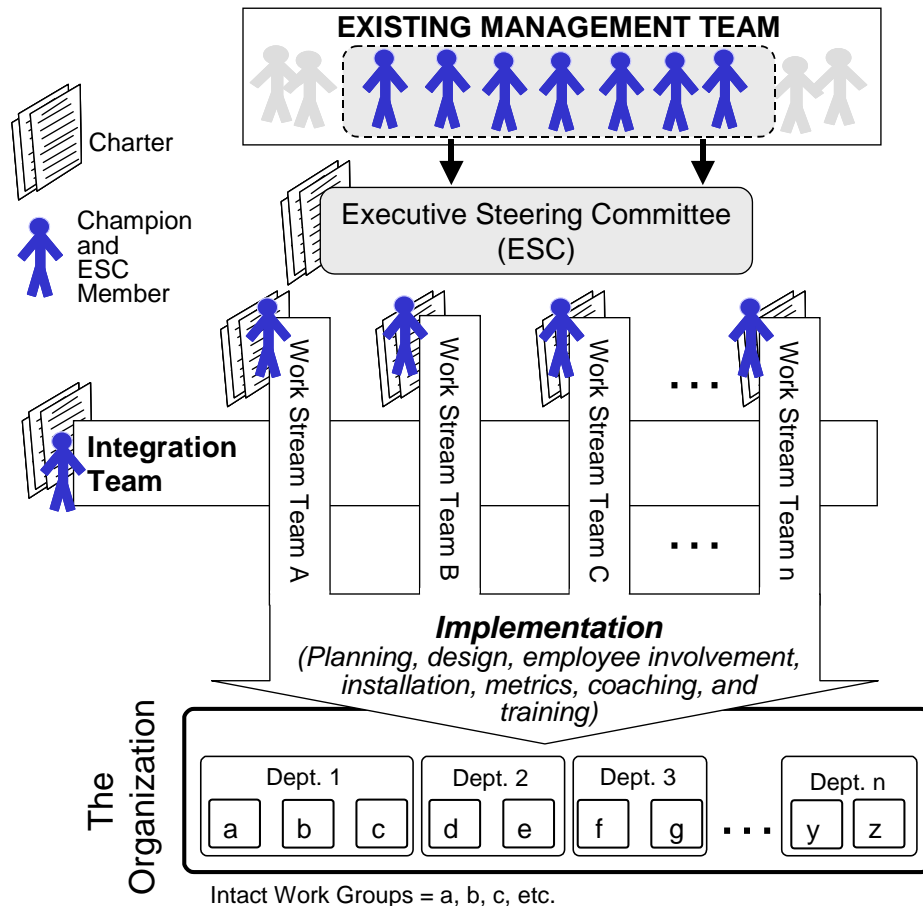 EXISTING MANAGEMENT TEAM
Charter
Champion
and
ESC
Member
Executive Steering Committee
(ESC)
Work Stream Team A
Work Stream Team B
Work Stream Team C
. . .
Work Stream Team n
Integration
Team
. . .
Implementation
(Planning, design, employee involvement,
installation, metrics, coaching, and
training)
The
Organization
Dept. 1
Dept. 2
Dept. 3
Dept. n
a
b
c
d
e
f
g
. . .
y
z
Intact Work Groups = a, b, c, etc.